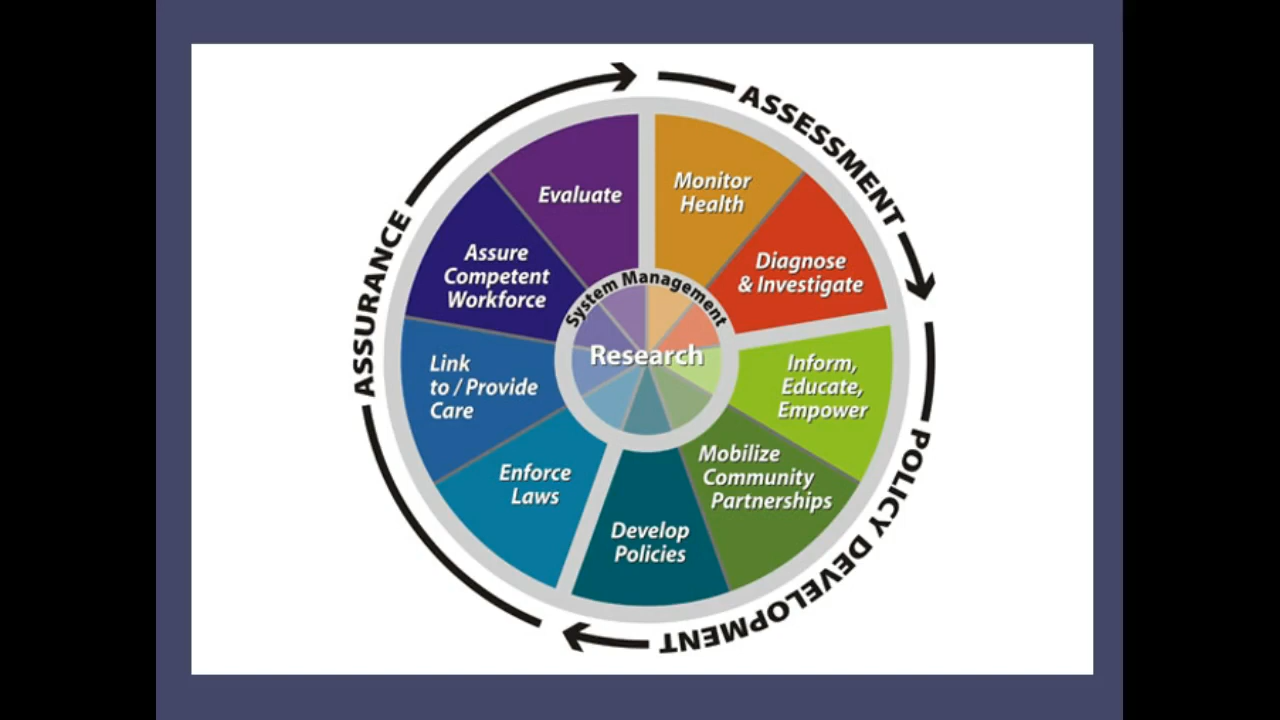 ASSESSMENT
Monitor
Health
Diagnose
& Investigate
POLICY DEVELOPMENT
Inform,
Educate,
Empower
Mobilize
Community
Partnerships
Develop
Policies
ASSURANCE
Enforce
Laws
Link
to / Provide
Care
Assure
Competent
Workforce
Evaluate
System Management
Research